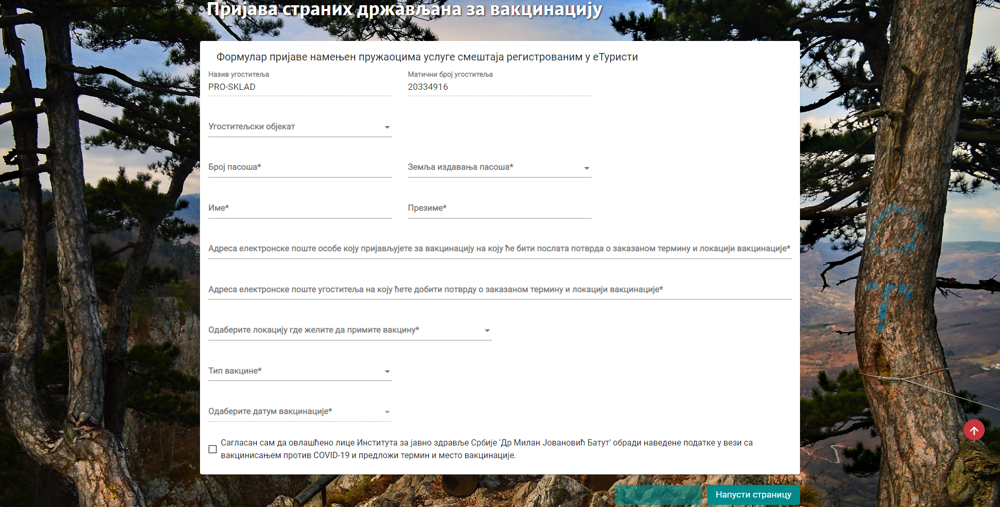 Пријава страних држављана за вакцинацију
Формулар пријаве намењен пружаоцима услуге смештаја регистрованим у еТуристи
Назив угоститеља
Матични број угоститеља
PRO-SKLAD
20334916
Угоститељски објекат
Број пасоша*
Земља издавања пасоша*
Име*
Презиме*
Адреса електронске поште особе коју пријављујете за вакцинацију на коју ће бити послата потврда о заказаном термину и локацији вакцинације*
Адреса електронске поште угоститеља на коју ћете добити потврду о заказаном термину и локацији вакцинације*
Одаберите локацију где желите да примите вакцину*
Тип вакцине*
Одаберите датум вакцинације*
Сагласан сам да овлашћено лице Института за јавно здравље Србије 'Др Милан Јовановић Батут' обради наведене податке у вези са
вакцинисањем против COVID-19 и предложи термин и место вакцинације.
Напусти страницу